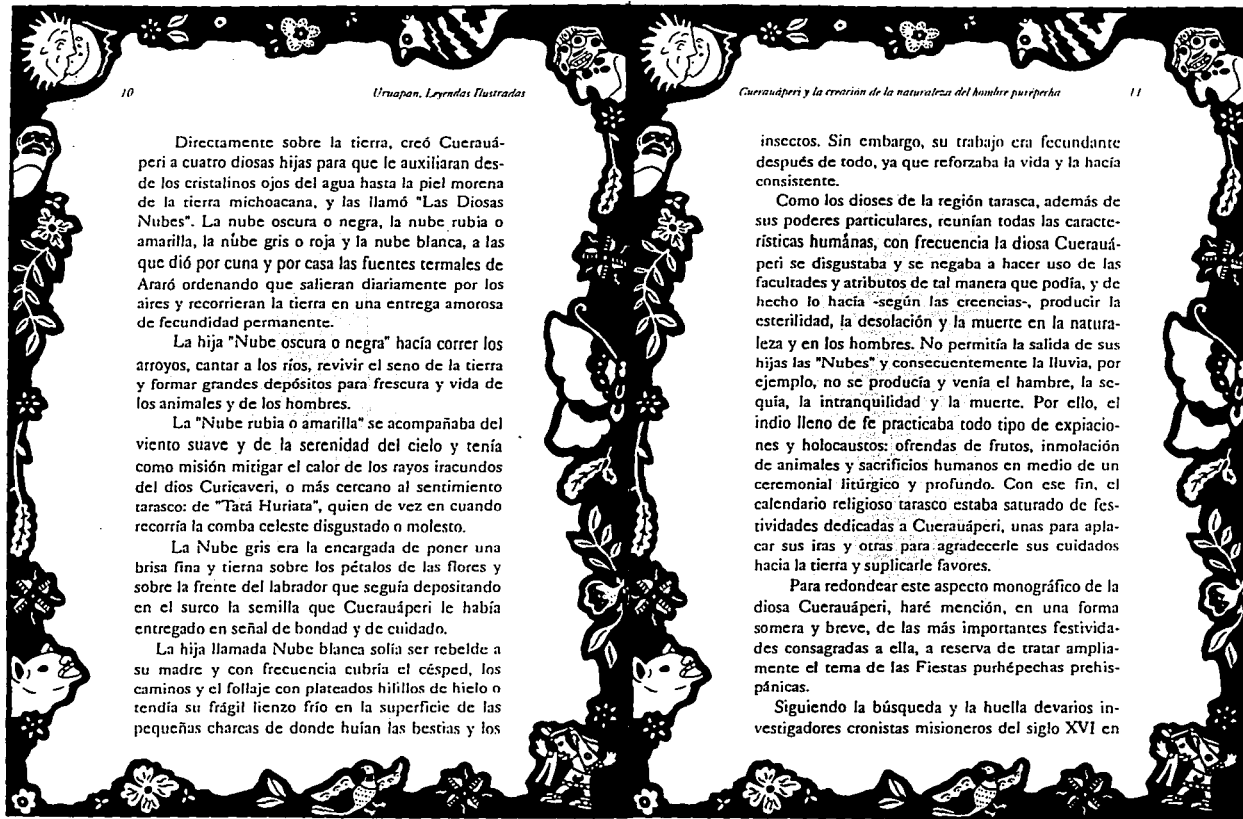 10
Uruapan, Leyendas Ilustradas
Directamente sobre la tierra, creó Cuerauá-
peri a cuatro diosas hijas para que le auxiliaran des-
de los cristalinos ojos del agua hasta la piel morena
de la tierra michoacana, y las llamó "Las Diosas
Nubes". La nube oscura o negra, la nube rubia o
amarilla, la nube gris o roja y la nube blanca, a las
que dió por cuna y por casa las fuentes termales de
Araró ordenando que salieran diariamente por los
aires y recorrieran la tierra en una entrega amorosa
de fecundidad permanente.
La hija "Nube oscura o negra" hacía correr los
arroyos, cantar a los ríos, revivir el seno de la tierra
y formar grandes depósitos para frescura y vida de
los animales y de los hombres.
La "Nube rubia o amarilla" se acompañaba del
viento suave y de la serenidad del cielo y tenía
como misión mitigar el calor de los rayos iracundos
del dios Curicaveri, o más cercano al sentimiento
tarasco: de "Tatá Huriata", quien de vez en cuando
recorría la comba celeste disgustado o molesto.
La Nube gris era la encargada de poner una
brisa fina y tierna sobre los pétalos de las flores y
sobre la frente del labrador que seguía depositando
en el surco la semilla que Cuerauáperi le había
entregado en señal de bondad y de cuidado.
La hija llamada Nube blanca solía ser rebelde a
su madre y con frecuencia cubría el césped, los
caminos y el follaje con plateados hilillos de hielo o
tendía su frágil lienzo frío en la superficie de las
pequeñas charcas de donde huían las bestias y los
Cuerauáperi y la creación de la naturaleza del hombre purépecha
11
insectos. Sin embargo, su trabajo era fecundante
después de todo, ya que reforzaba la vida y la hacía
consistente.
Como los dioses de la región tarasca, además de
sus poderes particulares, reunían todas las caracte-
rísticas humánas, con frecuencia la diosa Cuerauá-
peri se disgustaba y se negaba a hacer uso de las
facultades y atributos de tal manera que podía, y de
hecho lo hacía -según las creencias-, producir la
esterilidad, la desolación y la muerte en la natura-
leza y en los hombres. No permitía la salida de sus
hijas las "Nubes" y consecuentemente la lluvia, por
ejemplo, no se producía y venía el hambre, la se-
quía, la intranquilidad y la muerte. Por ello, el
indio lleno de fe practicaba todo tipo de expiacio-
nes y holocaustos: ofrendas de frutos, inmolación
de animales y sacrificios humanos en medio de un
ceremonial litúrgico y profundo. Con ese fin, el
calendario religioso tarasco estaba saturado de fes-
tividades dedicadas a Cuerauáperi, unas para apla-
car sus iras y otras para agradecerle sus cuidados
hacia la tierra y suplicarle favores.
Para redondear este aspecto monográfico de la
diosa Cuerauáperi, haré mención, en una forma
somera y breve, de las más importantes festivida-
des consagradas a ella, a reserva de tratar amplia-
mente el tema de las Fiestas purhépechas prehis-
pánicas.
Siguiendo la búsqueda y la huella devarios in-
vestigadores cronistas misioneros del siglo XVI en